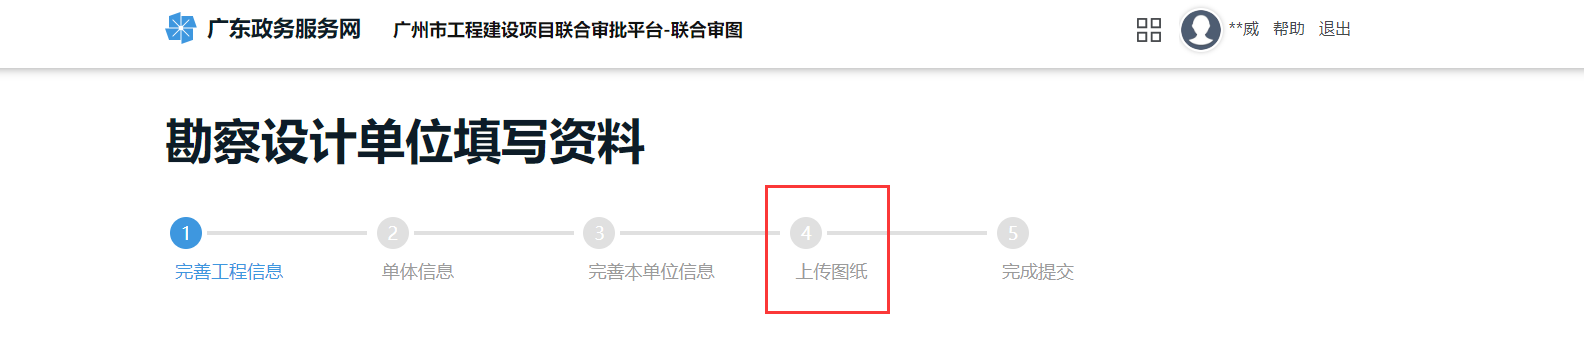 广东政务服务网 广州市工程建设项目联合审批平台-联合审图 **威 帮助 退出
勘察设计单位填写资料
1 2 3 4 5
完善工程信息 单体信息 完善本单位信息 上传图纸 完成提交